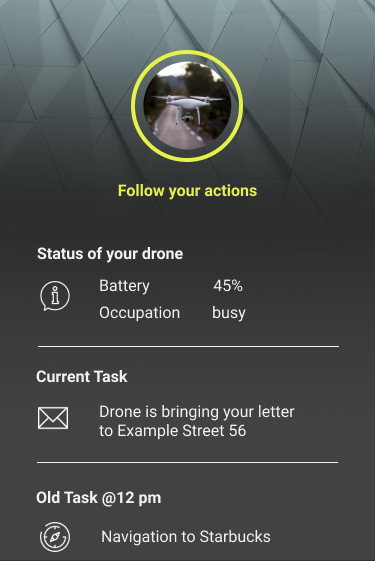 Follow your actions
Status of your drone
Battery 45%
Occupation busy
Current Task
Drone is bringing your letter
to Example Street 56
Old Task @12 pm
Navigation to Starbucks